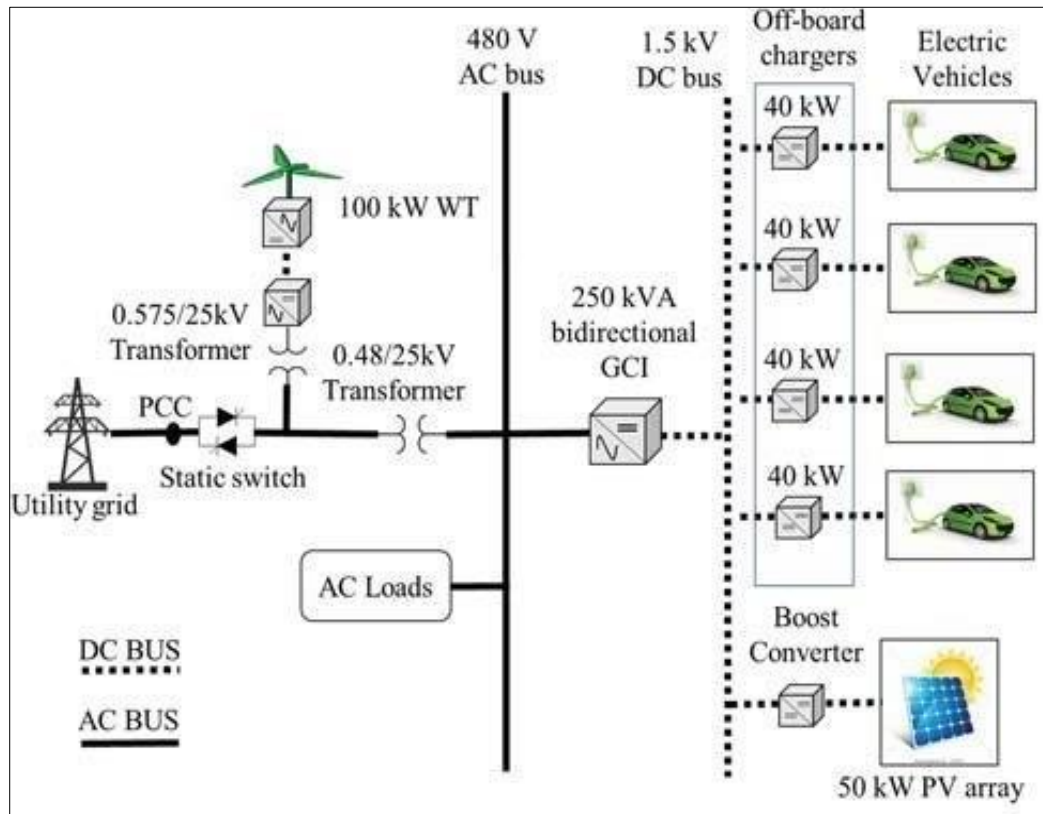 480 V
AC bus
1.5 kV
DC bus
Off-board
chargers
Electric
Vehicles
40 kW
100 kW WT
40 kW
0.575/25kV
Transformer
0.48/25kV
Transformer
250 kVA
bidirectional
GCI
40 kW
PCC
Static switch
Utility grid
40 kW
AC Loads
Boost
Converter
DC BUS
AC BUS
50 kW PV array